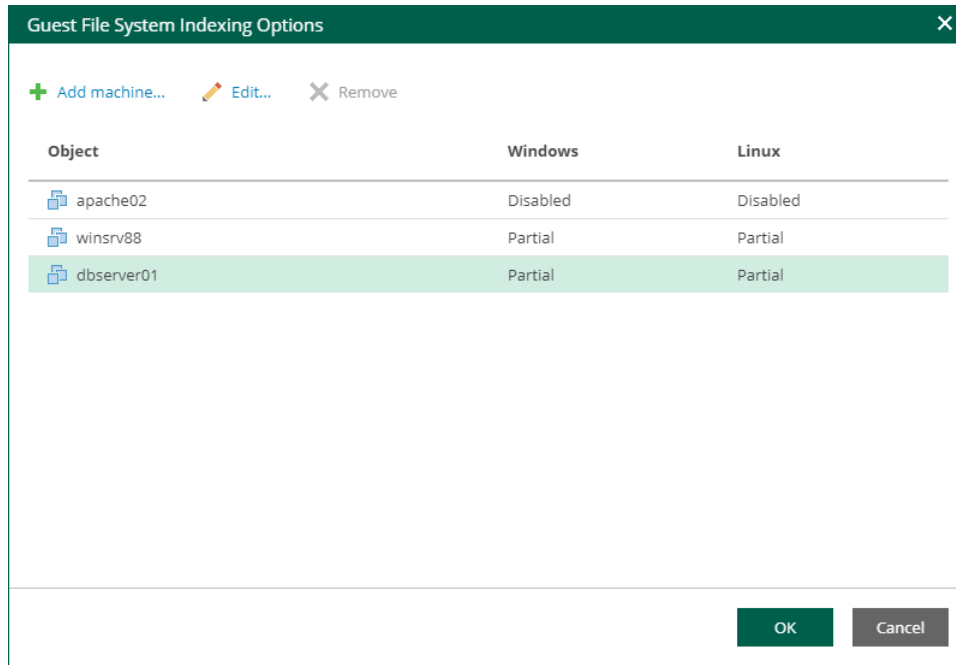 Guest File System Indexing Options
Add machine... Edit... Remove
Object Windows Linux
apache02 Disabled Disabled
winsrv88 Partial Partial
dbserver01 Partial Partial
OK Cancel